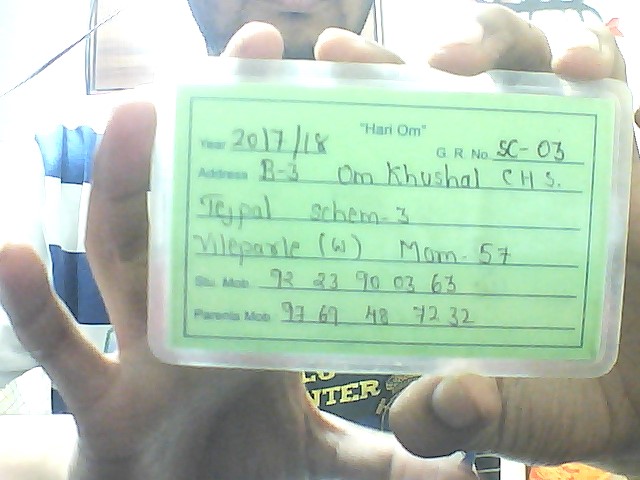 "Hari Om"
Year 2017/18 G. R. No. SC-03
Address B-3 Om Khushal CHS.
Tejpal schem-3
Vileparle (W) Mom-57
Stu. Mob. 92 23 90 03 63
Parents Mob. 97 69 48 72 32
NTER